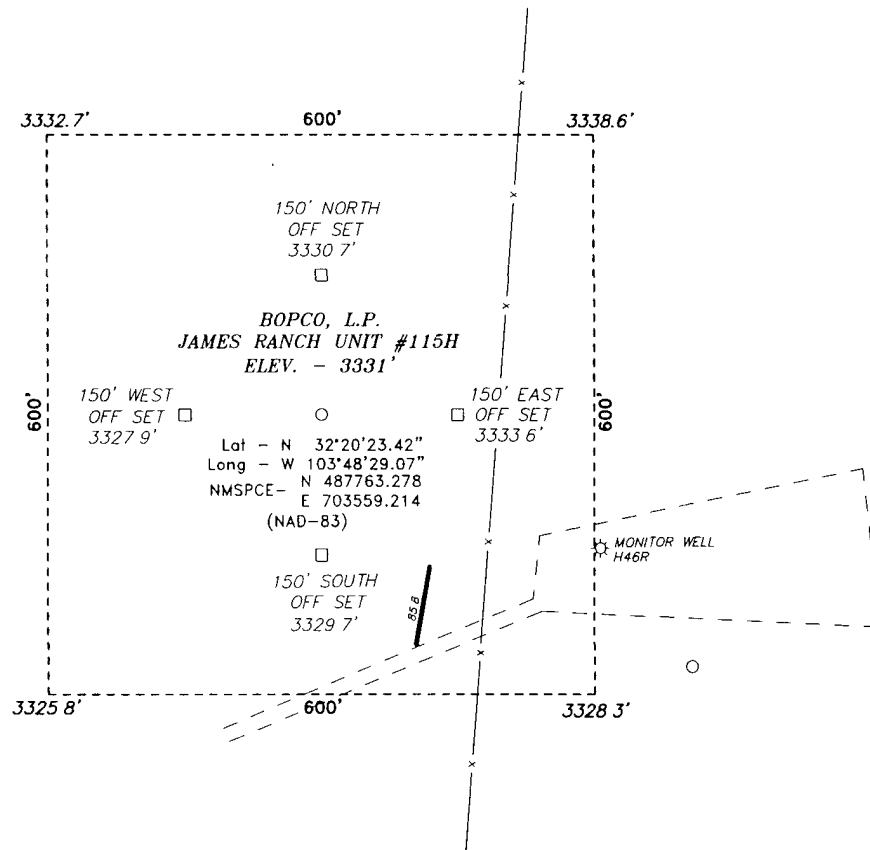 3332.7'
600'
3338.6'
150' NORTH
OFF SET
3330 7'
BOPCO, L.P.
JAMES RANCH UNIT #115H
ELEV. - 3331'
600'
150' WEST
OFF SET
3327 9'
150' EAST
OFF SET
3333 6'
600'
Lat - N 32°20'23.42"
Long - W 103°48'29.07"
NMSPCE- N 487763.278
E 703559.214
(NAD-83)
MONITOR WELL
H46R
150' SOUTH
OFF SET
3329 7'
85 8
3325 8'
600'
3328 3'